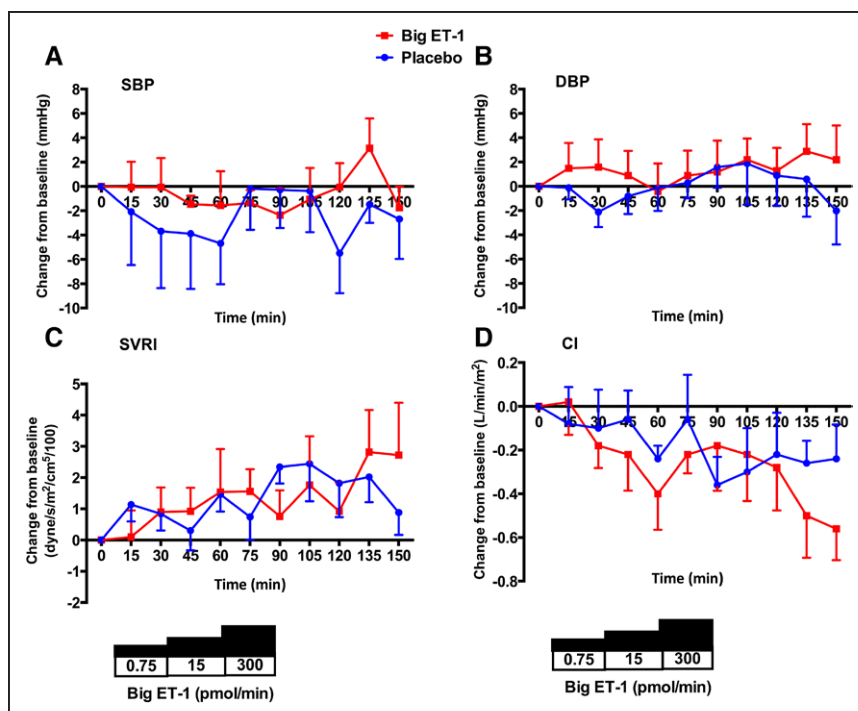 Big ET-1
Placebo
A
SBP
Change from baseline (mmHg)
8
6
4
2
0
-2
-4
-6
-8
-10
0 15 30 45 60 75 90 105 120 135 150
Time (min)
B
DBP
Change from baseline (mmHg)
8
6
4
2
0
-2
-4
-6
-8
-10
0 15 30 45 60 75 90 105 120 135 150
Time (min)
C
SVRI
Change from baseline
(dyne/s/m²/cm⁵/100)
5
4
3
2
1
0
-1
-2
0 15 30 45 60 75 90 105 120 135 150
Time (min)
D
CI
Change from baseline (L/min/m²)
0.2
0.0
-0.2
-0.4
-0.6
-0.8
0 15 30 45 60 75 90 105 120 135 150
Time (min)
0.75 15 300
Big ET-1 (pmol/min)
0.75 15 300
Big ET-1 (pmol/min)